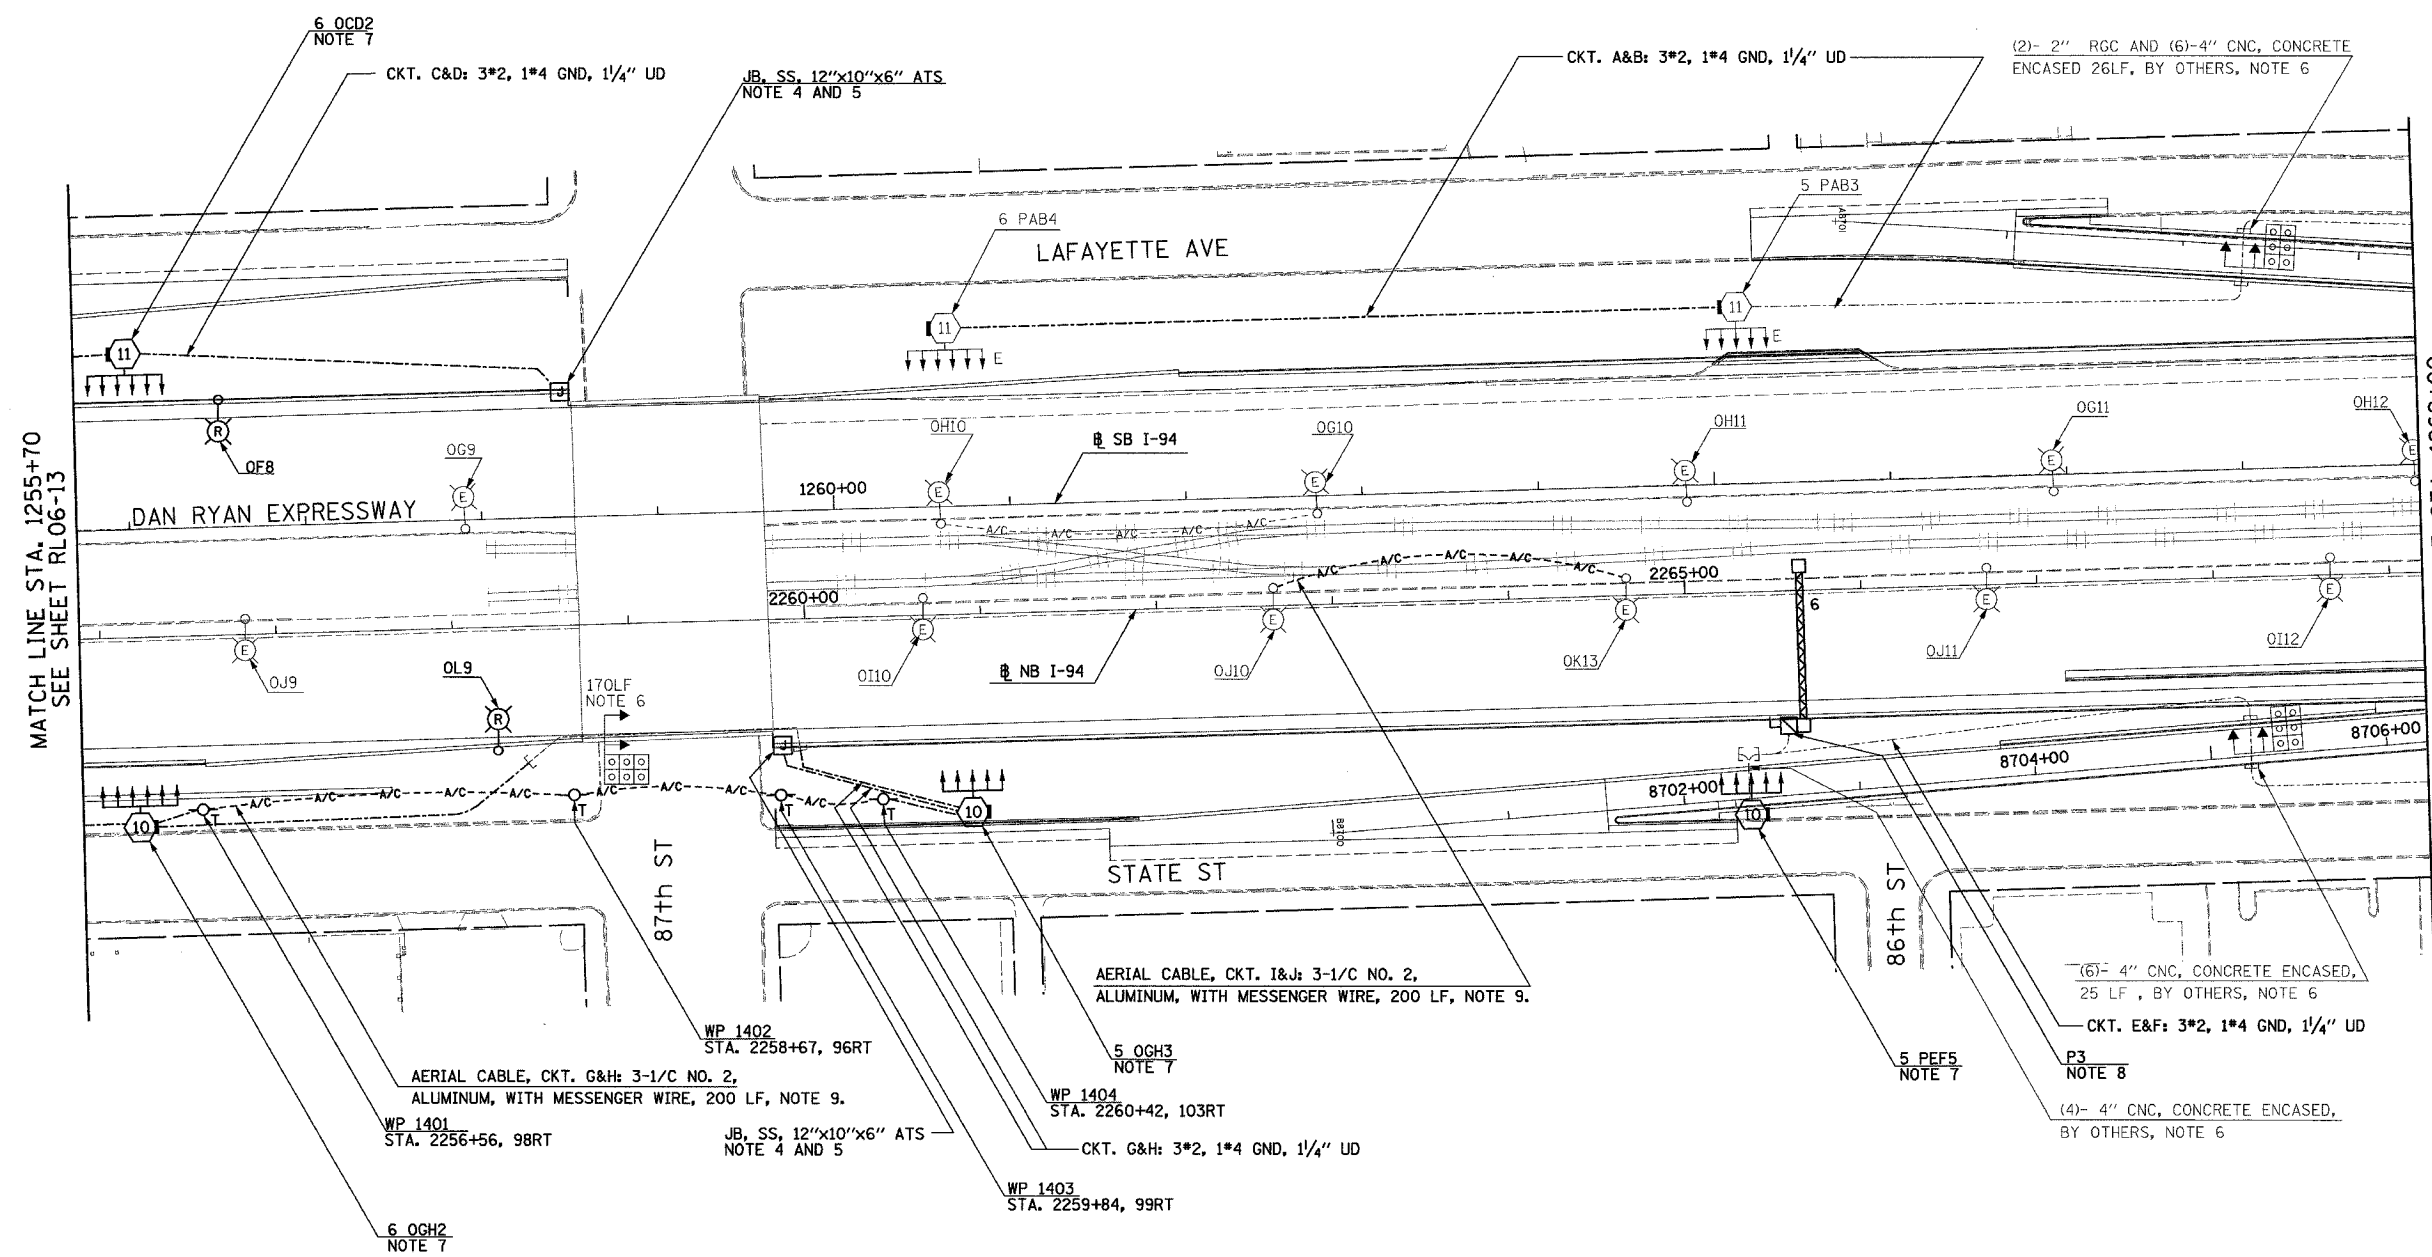 6 OCD2
NOTE 7
CKT. C&D: 3#2, 1#4 GND, 1¼" UD
JB, SS, 12"x10"x6" ATS
NOTE 4 AND 5
CKT. A&B: 3#2, 1#4 GND, 1¼" UD
(2)- 2" RGC AND (6)-4" CNC, CONCRETE
ENCASED 26LF, BY OTHERS, NOTE 6
5 PAB3
6 PAB4
LAFAYETTE AVE
AB701
11
11
11
E
E
J
MATCH LINE STA. 1255+70
SEE SHEET RL06-13
R
OF8
OG9
E
OH10
E
℄ SB I-94
OG10
E
OH11
E
OG11
E
OH12
E
1260+00
DAN RYAN EXPRESSWAY
A/C A/C A/C A/C A/C
A/C A/C A/C A/C A/C
2265+00
2260+00
6
E
OJ9
OL9
R
E
OI10
℄ NB I-94
E
OJ10
E
OK13
E
OJ11
E
OI12
170LF
NOTE 6
J
8706+00
8704+00
8702+00
A/C A/C A/C A/C A/C A/C A/C A/C
10
T
T
T
T
10
10
B8700
STATE ST
87th ST
86th ST
AERIAL CABLE, CKT. I&J: 3-1/C NO. 2,
ALUMINUM, WITH MESSENGER WIRE, 200 LF, NOTE 9.
(6)- 4" CNC, CONCRETE ENCASED,
25 LF , BY OTHERS, NOTE 6
CKT. E&F: 3#2, 1#4 GND, 1¼" UD
WP 1402
STA. 2258+67, 96RT
5 OGH3
NOTE 7
5 PEF5
NOTE 7
P3
NOTE 8
AERIAL CABLE, CKT. G&H: 3-1/C NO. 2,
ALUMINUM, WITH MESSENGER WIRE, 200 LF, NOTE 9.
WP 1404
STA. 2260+42, 103RT
(4)- 4" CNC, CONCRETE ENCASED,
BY OTHERS, NOTE 6
WP 1401
STA. 2256+56, 98RT
JB, SS, 12"x10"x6" ATS
NOTE 4 AND 5
CKT. G&H: 3#2, 1#4 GND, 1¼" UD
WP 1403
STA. 2259+84, 99RT
6 OGH2
NOTE 7